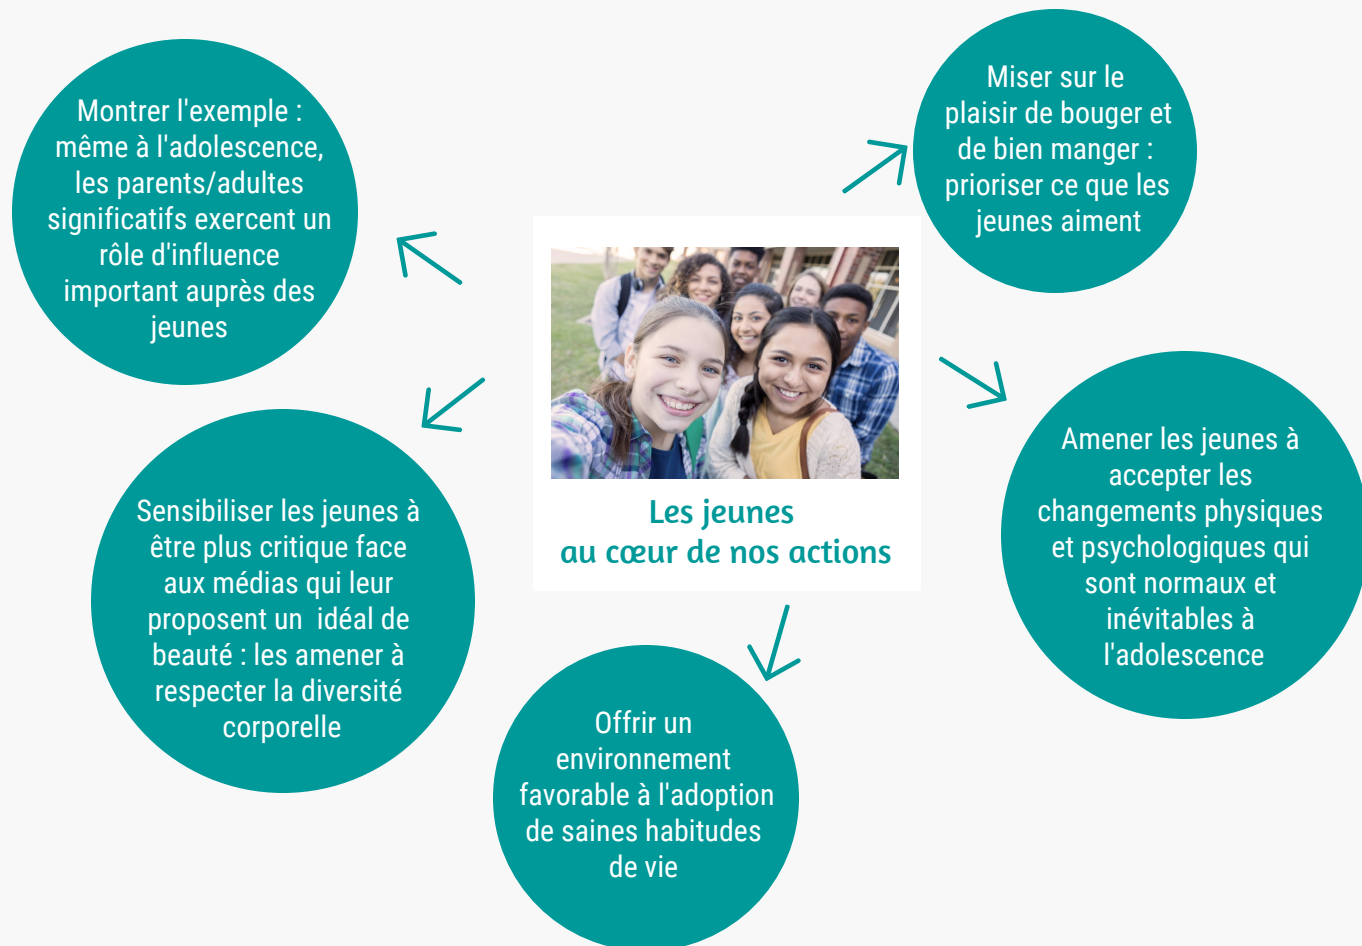 Montrer l'exemple :
même à l'adolescence,
les parents/adultes
significatifs exercent un
rôle d'influence
important auprès des
jeunes
Miser sur le
plaisir de bouger et
de bien manger :
prioriser ce que les
jeunes aiment
Les jeunes
au cœur de nos actions
Sensibiliser les jeunes à
être plus critique face
aux médias qui leur
proposent un  idéal de
beauté : les amener à
respecter la diversité
corporelle
Amener les jeunes à
accepter les
changements physiques
et psychologiques qui
sont normaux et
inévitables à
l'adolescence
Offrir un
environnement
favorable à l'adoption
de saines habitudes
de vie